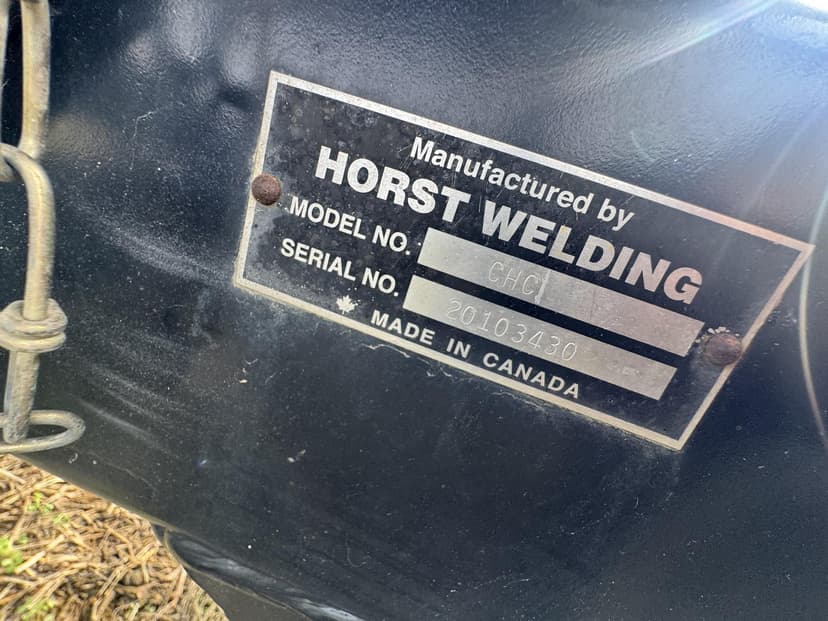 Manufactured by
HORST WELDING
MODEL NO. CHC
SERIAL NO. 20103430
MADE IN CANADA